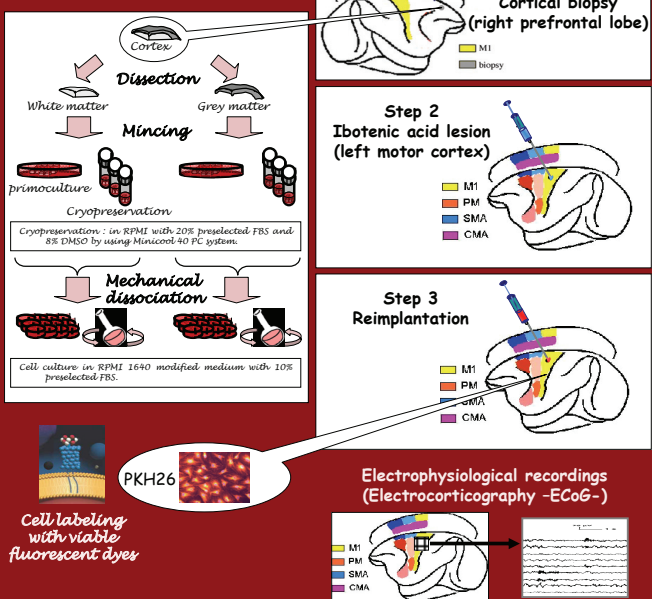 Cortex
Dissection
White matter
Grey matter
Mincing
primoculture
Cryopreservation
Cryopreservation : in RPMI with 20% preselected FBS and
8% DMSO by using Minicool 40 PC system.
Mechanical
dissociation
Cell culture in RPMI 1640 modified medium with 10%
preselected FBS.
PKH26
Cell labeling
with viable
fluorescent dyes
Cortical biopsy
(right prefrontal lobe)
M1
biopsy
Step 2
Ibotenic acid lesion
(left motor cortex)
M1
PM
SMA
CMA
Step 3
Reimplantation
M1
PM
SMA
CMA
Electrophysiological recordings
(Electrocorticography –ECoG-)
M1
PM
SMA
CMA